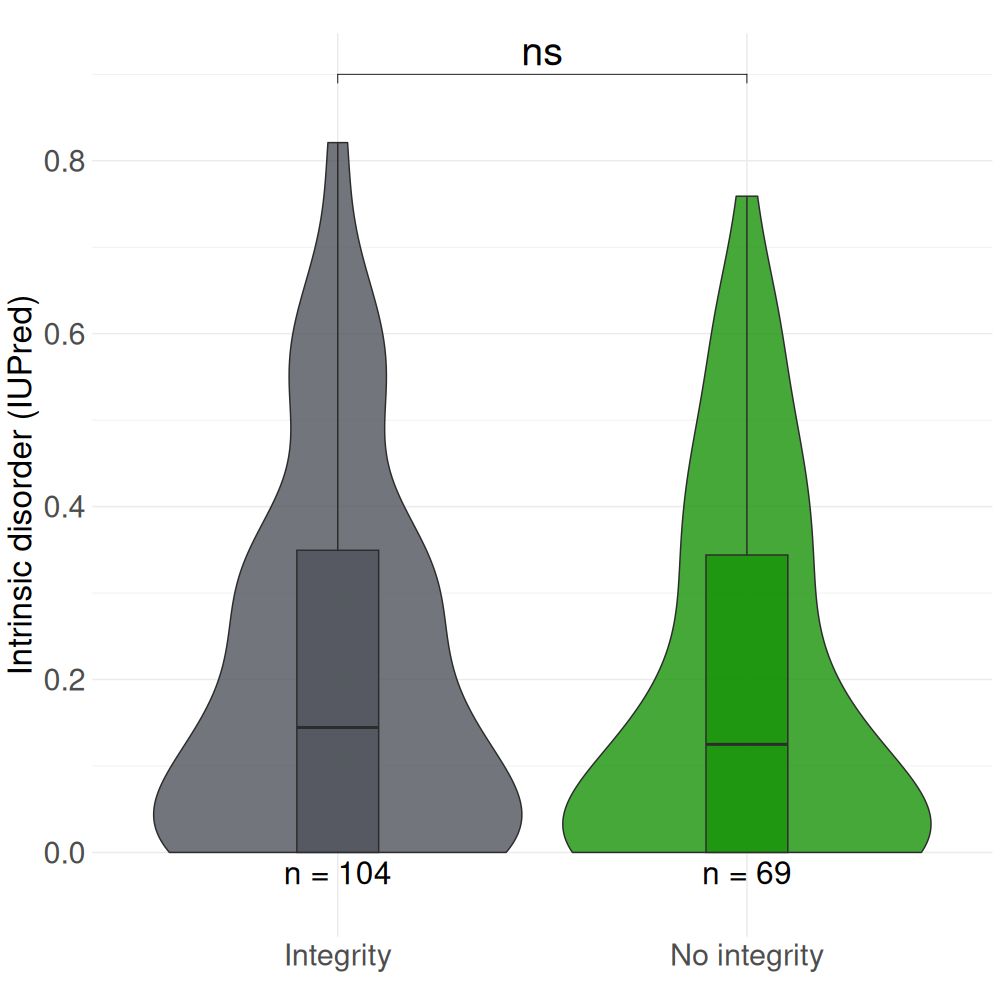 ns
Intrinsic disorder (IUPred)
0.8
0.6
0.4
0.2
0.0
n = 104
n = 69
Integrity
No integrity